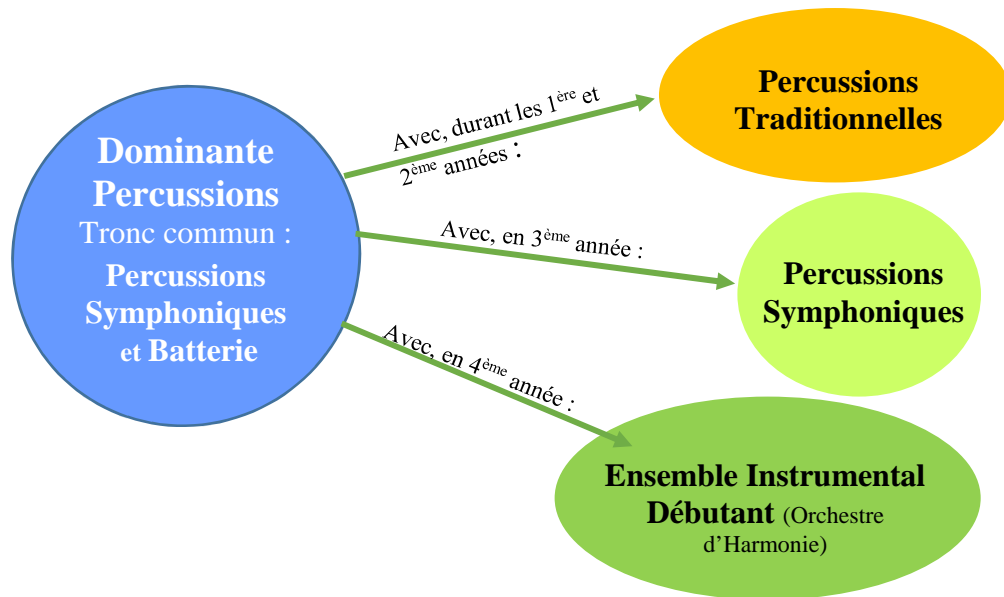 Dominante
Percussions
Tronc commun :
Percussions
Symphoniques
et Batterie
Avec, durant les 1ère et
2ème années :
Percussions
Traditionnelles
Avec, en 3ème année :
Percussions
Symphoniques
Avec, en 4ème année :
Ensemble Instrumental
Débutant (Orchestre
d’Harmonie)